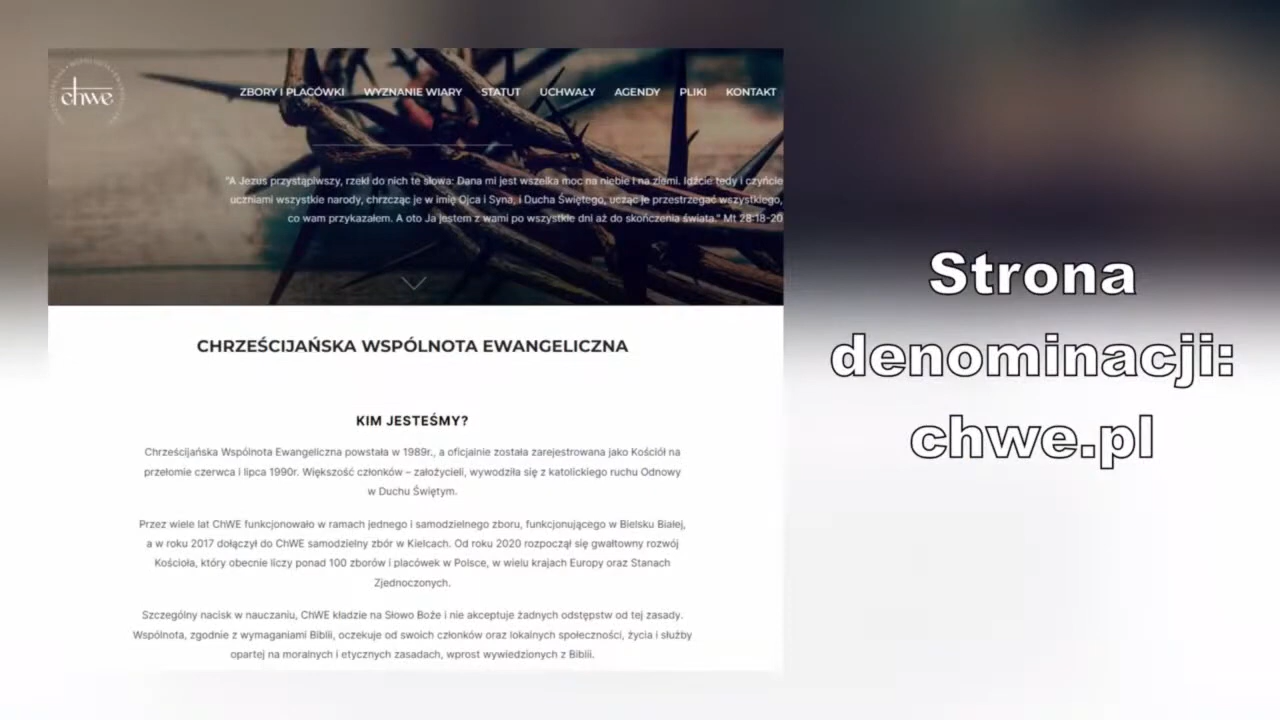 chwe
ZBORY I PLACÓWKI WYZNANIE WIARY STATUT UCHWAŁY AGENDY PLIKI KONTAKT
"A Jezus przystąpiwszy, rzekł do nich te słowa: Dana mi jest wszelka moc na niebie i na ziemi. Idźcie tedy i czyńcie
uczniami wszystkie narody, chrzcząc je w imię Ojca i Syna, i Ducha Świętego, ucząc je przestrzegać wszystkiego,
co wam przykazałem. A oto Ja jestem z wami po wszystkie dni aż do skończenia świata." Mt 28:18-20
CHRZEŚCIJAŃSKA WSPÓLNOTA EWANGELICZNA
KIM JESTEŚMY?
Chrześcijańska Wspólnota Ewangeliczna powstała w 1989r., a oficjalnie została zarejestrowana jako Kościół na
przełomie czerwca i lipca 1990r. Większość członków – założycieli, wywodziła się z katolickiego ruchu Odnowy
w Duchu Świętym.
Przez wiele lat ChWE funkcjonowało w ramach jednego i samodzielnego zboru, funkcjonującego w Bielsku Białej,
a w roku 2017 dołączył do ChWE samodzielny zbór w Kielcach. Od roku 2020 rozpoczął się gwałtowny rozwój
Kościoła, który obecnie liczy ponad 100 zborów i placówek w Polsce, w wielu krajach Europy oraz Stanach
Zjednoczonych.
Szczególny nacisk w nauczaniu, ChWE kładzie na Słowo Boże i nie akceptuje żadnych odstępstw od tej zasady.
Wspólnota, zgodnie z wymaganiami Biblii, oczekuje od swoich członków oraz lokalnych społeczności, życia i służby
opartej na moralnych i etycznych zasadach, wprost wywiedzionych z Biblii.
Strona
denominacji:
chwe.pl